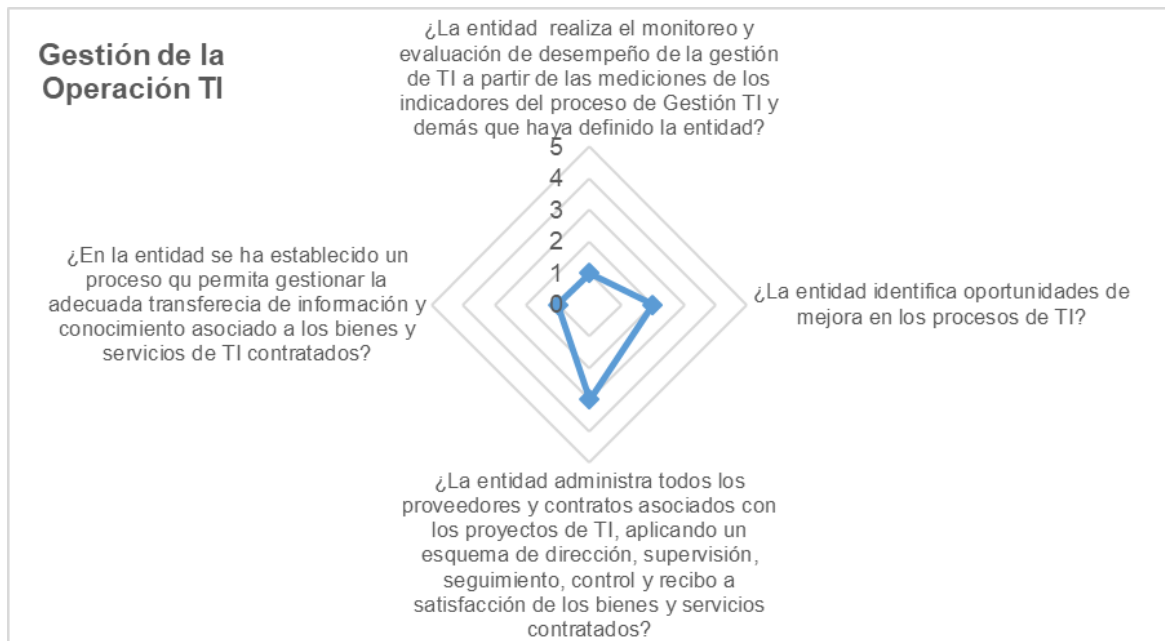 Gestión de la
Operación TI
¿La entidad realiza el monitoreo y
evaluación de desempeño de la gestión
de TI a partir de las mediciones de los
indicadores del proceso de Gestión TI y
demás que haya definido la entidad?
5
4
3
2
1
0
¿En la entidad se ha establecido un
proceso qu permita gestionar la
adecuada transferecia de información y
conocimiento asociado a los bienes y
servicios de TI contratados?
¿La entidad identifica oportunidades de
mejora en los procesos de TI?
¿La entidad administra todos los
proveedores y contratos asociados con
los proyectos de TI, aplicando un
esquema de dirección, supervisión,
seguimiento, control y recibo a
satisfacción de los bienes y servicios
contratados?